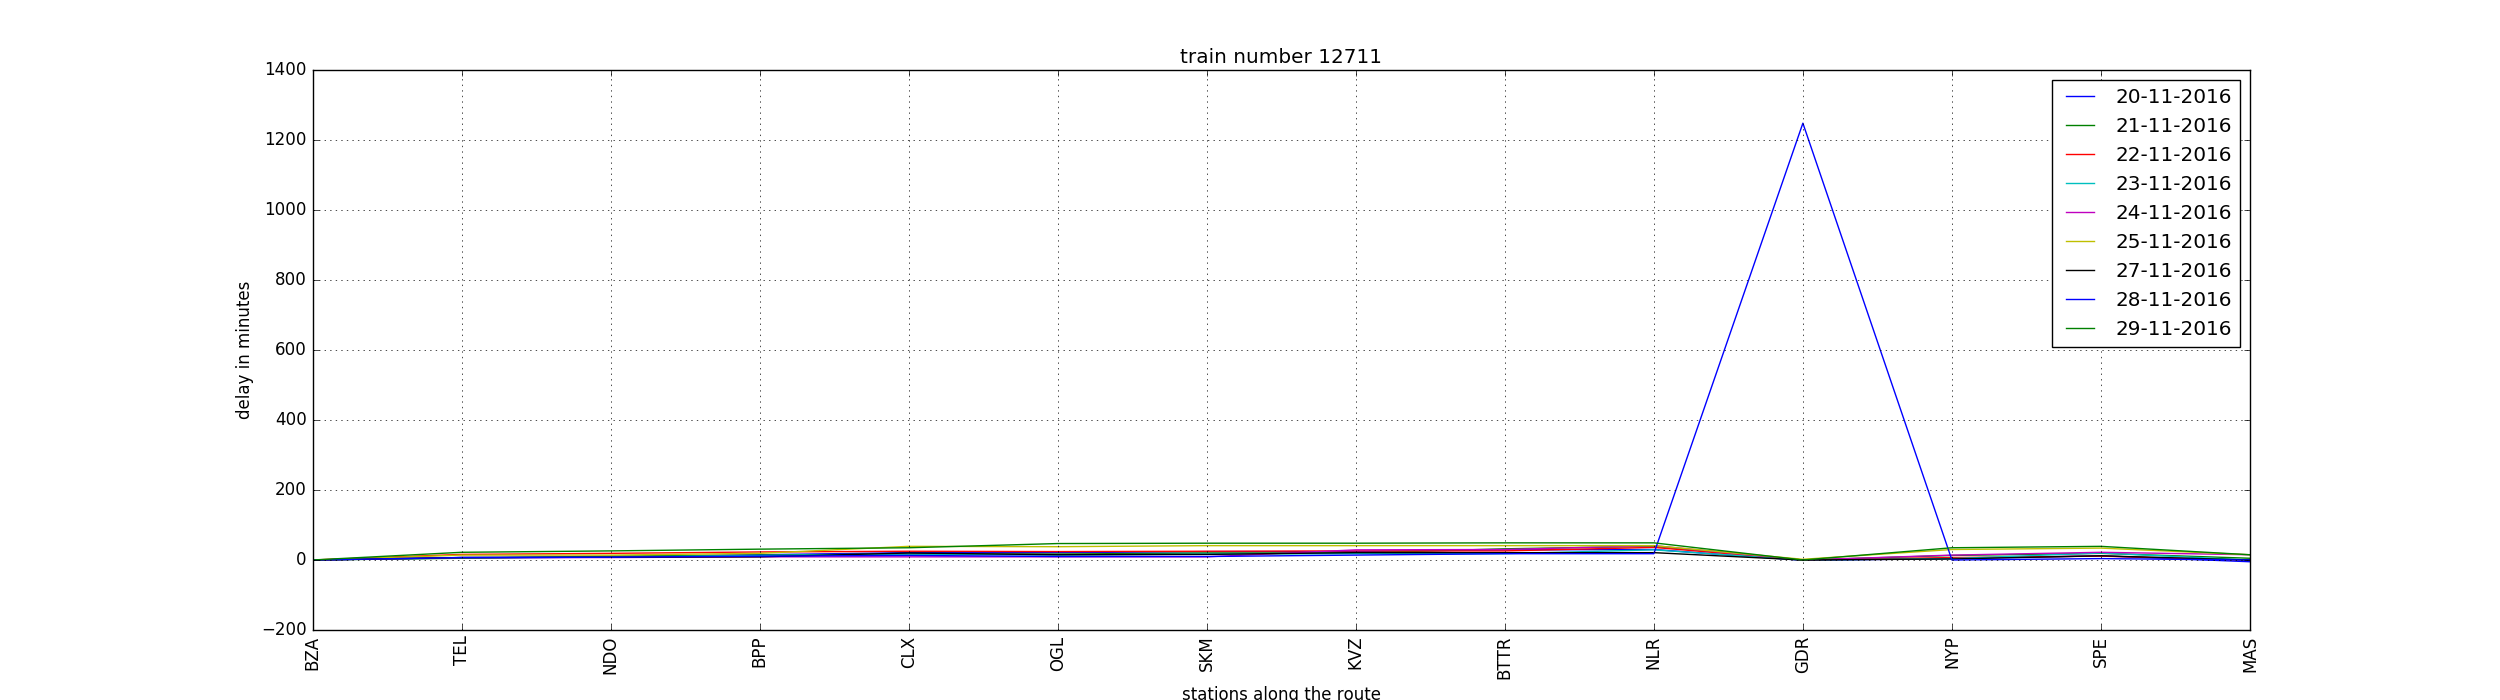 train number 12711
1400
1200
1000
800
600
400
200
0
−200
delay in minutes
20-11-2016
21-11-2016
22-11-2016
23-11-2016
24-11-2016
25-11-2016
27-11-2016
28-11-2016
29-11-2016
BZA
TEL
NDO
BPP
CLX
OGL
SKM
KVZ
BTTR
NLR
GDR
NYP
SPE
MAS
stations along the route